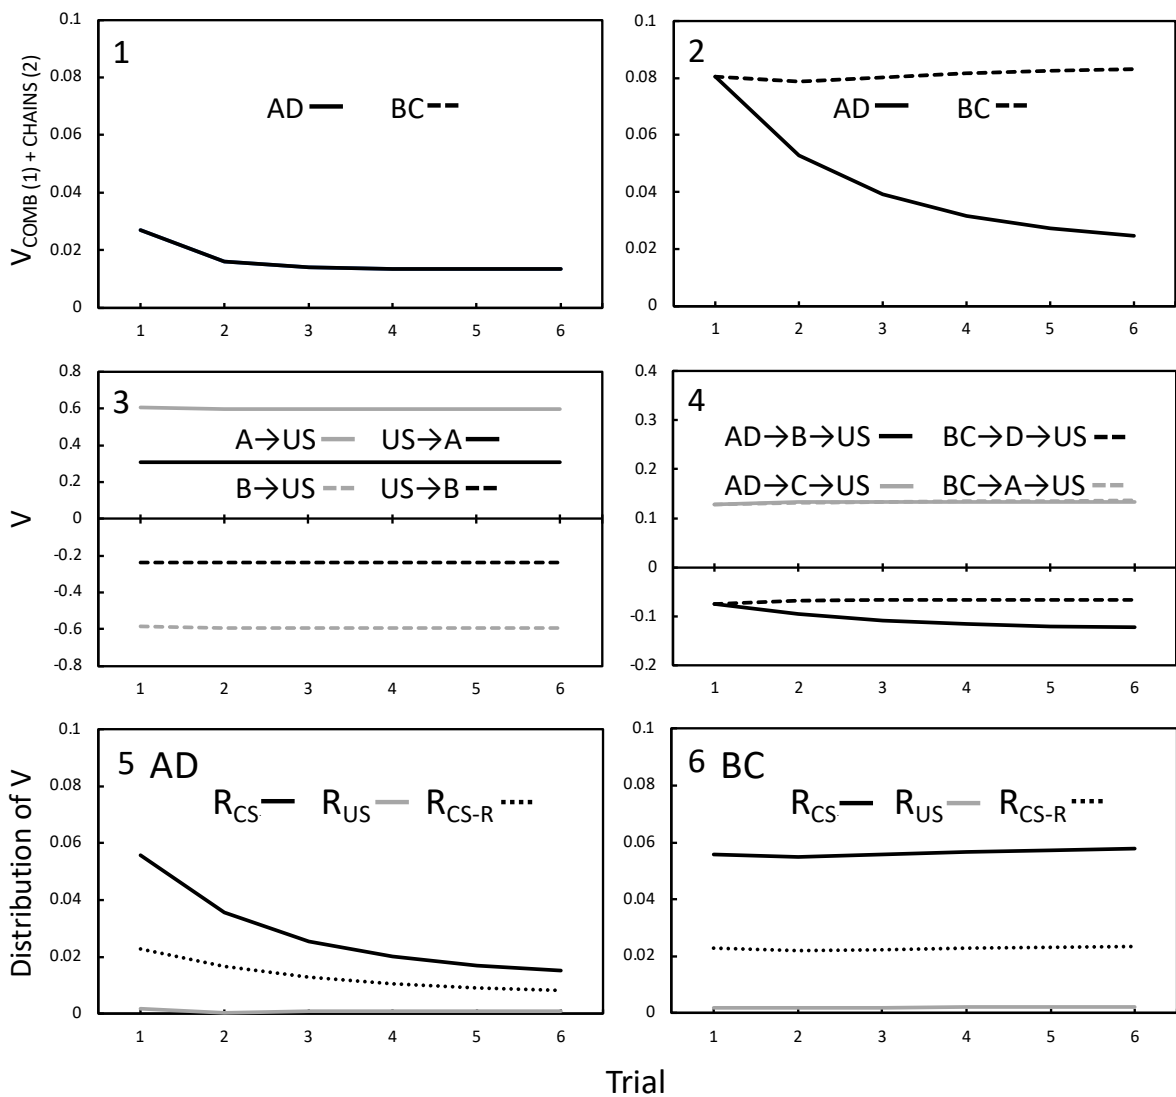 V COMB (1) + CHAINS (2)
0.1
0.08
0.06
0.04
0.02
0
1
AD
BC
1 2 3 4 5 6
0.1
0.08
0.06
0.04
0.02
0
2
AD
BC
1 2 3 4 5 6
V
0.8
0.6
0.4
0.2
0
-0.2
-0.4
-0.6
-0.8
3
A→US US→A
B→US US→B
1 2 3 4 5 6
0.4
0.3
0.2
0.1
0
-0.1
-0.2
4
AD→B→US BC→D→US
AD→C→US BC→A→US
1 2 3 4 5 6
Distribution of V
0.1
0.08
0.06
0.04
0.02
0
5 AD
RCS RUS RCS-R
1 2 3 4 5 6
0.1
0.08
0.06
0.04
0.02
0
6 BC
RCS RUS RCS-R
1 2 3 4 5 6
Trial